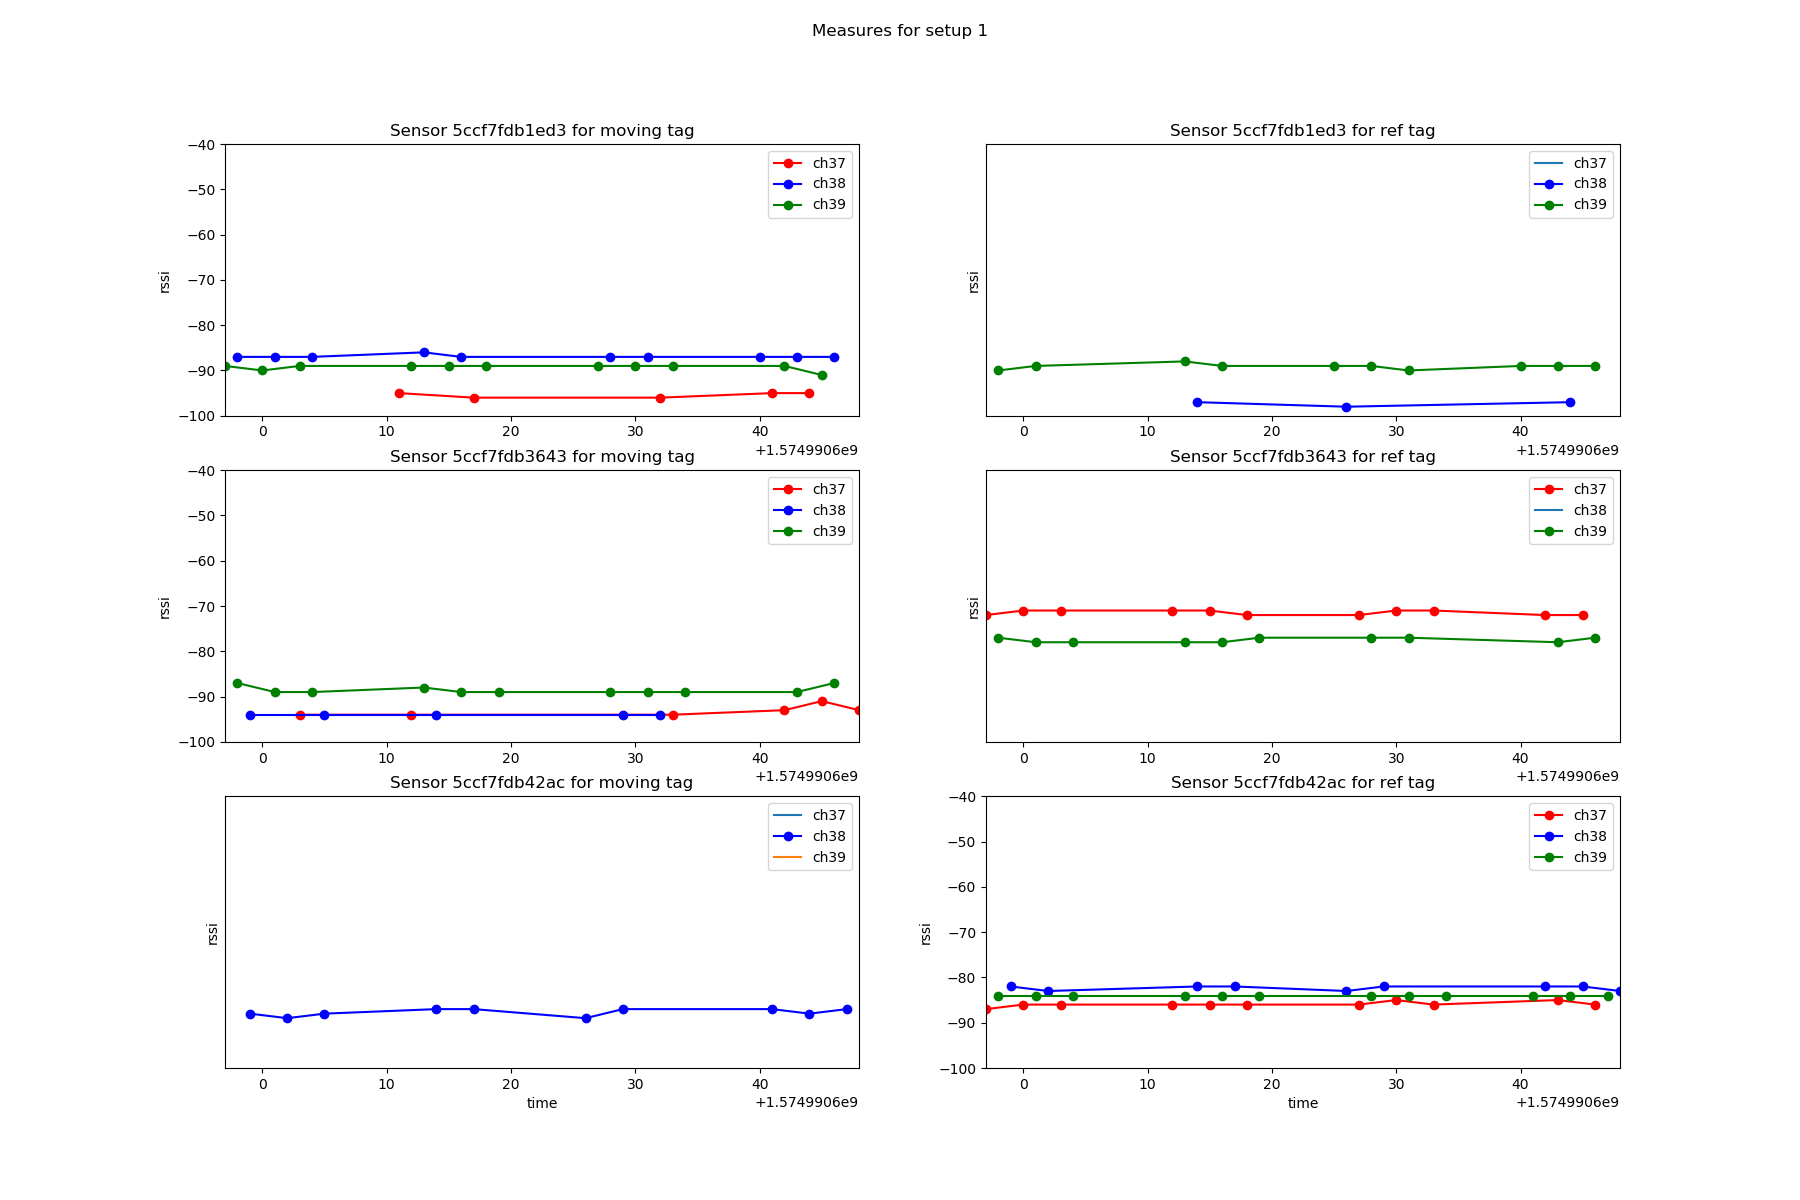 Measures for setup 1
Sensor 5ccf7fdb1ed3 for moving tag
−40
−50
−60
−70
−80
−90
−100
rssi
ch37
ch38
ch39
0 10 20 30 40
+1.5749906e9
Sensor 5ccf7fdb1ed3 for ref tag
rssi
ch37
ch38
ch39
0 10 20 30 40
+1.5749906e9
Sensor 5ccf7fdb3643 for moving tag
−40
−50
−60
−70
−80
−90
−100
rssi
ch37
ch38
ch39
0 10 20 30 40
+1.5749906e9
Sensor 5ccf7fdb3643 for ref tag
rssi
ch37
ch38
ch39
0 10 20 30 40
+1.5749906e9
Sensor 5ccf7fdb42ac for moving tag
rssi
ch37
ch38
ch39
0 10 20 30 40
time
+1.5749906e9
Sensor 5ccf7fdb42ac for ref tag
−40
−50
−60
−70
−80
−90
−100
rssi
ch37
ch38
ch39
0 10 20 30 40
time
+1.5749906e9